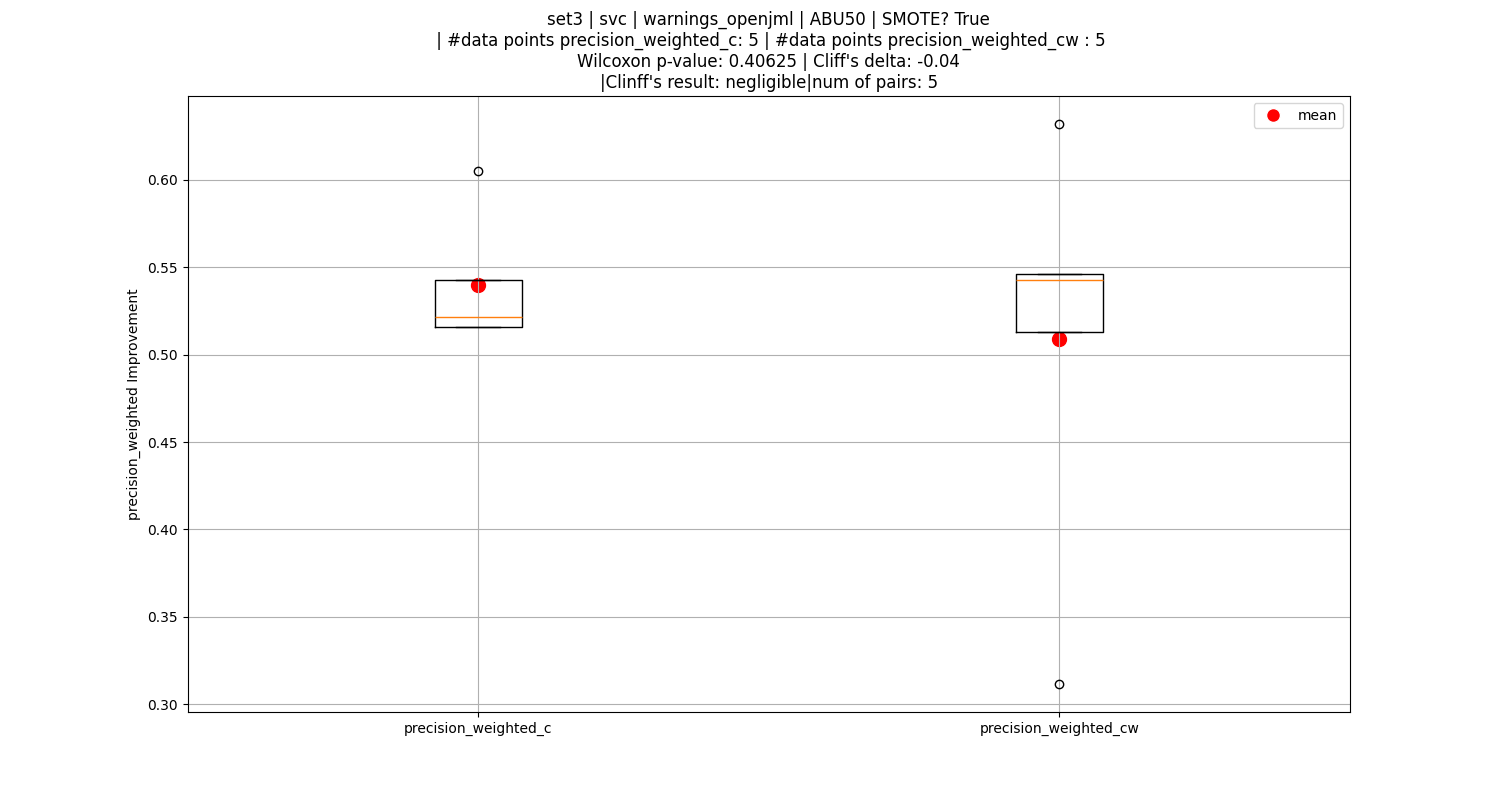 set3 | svc | warnings_openjml | ABU50 | SMOTE? True
| #data points precision_weighted_c: 5 | #data points precision_weighted_cw : 5
Wilcoxon p-value: 0.40625 | Cliff's delta: -0.04
|Clinff's result: negligible|num of pairs: 5
mean
precision_weighted Improvement
0.60
0.55
0.50
0.45
0.40
0.35
0.30
precision_weighted_c
precision_weighted_cw